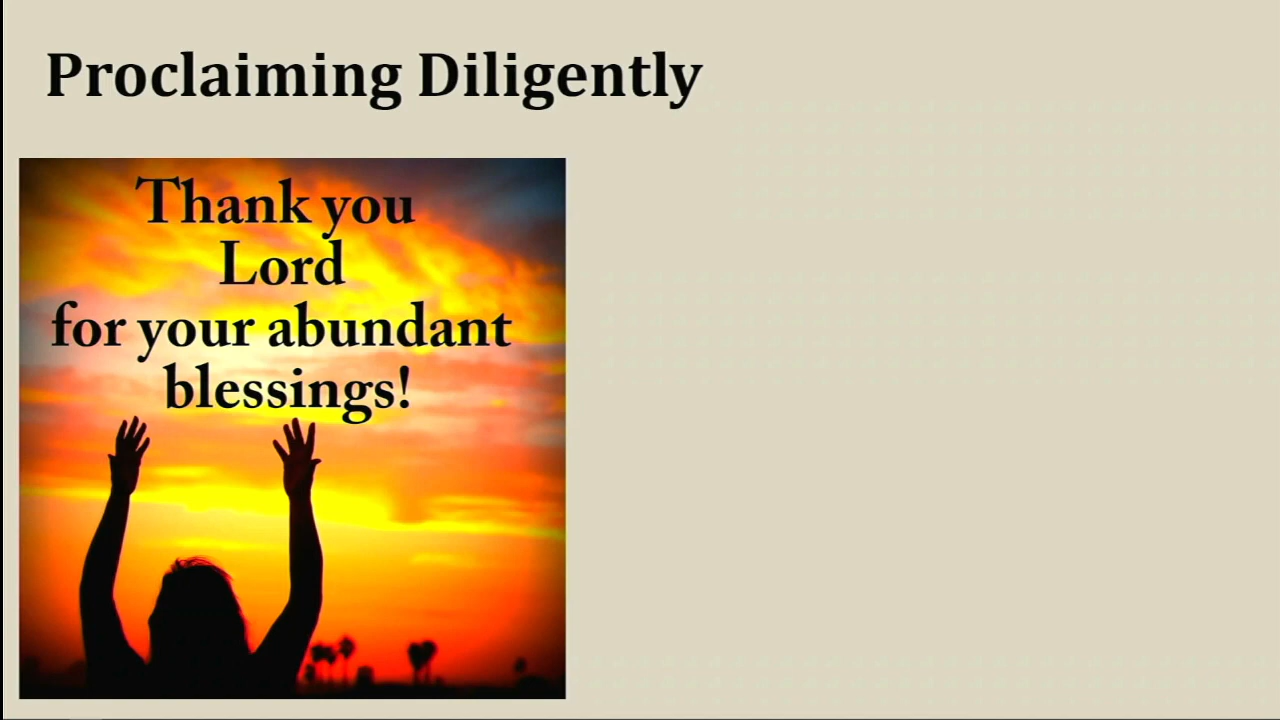 Proclaiming Diligently
Thank you
Lord
for your abundant
blessings!